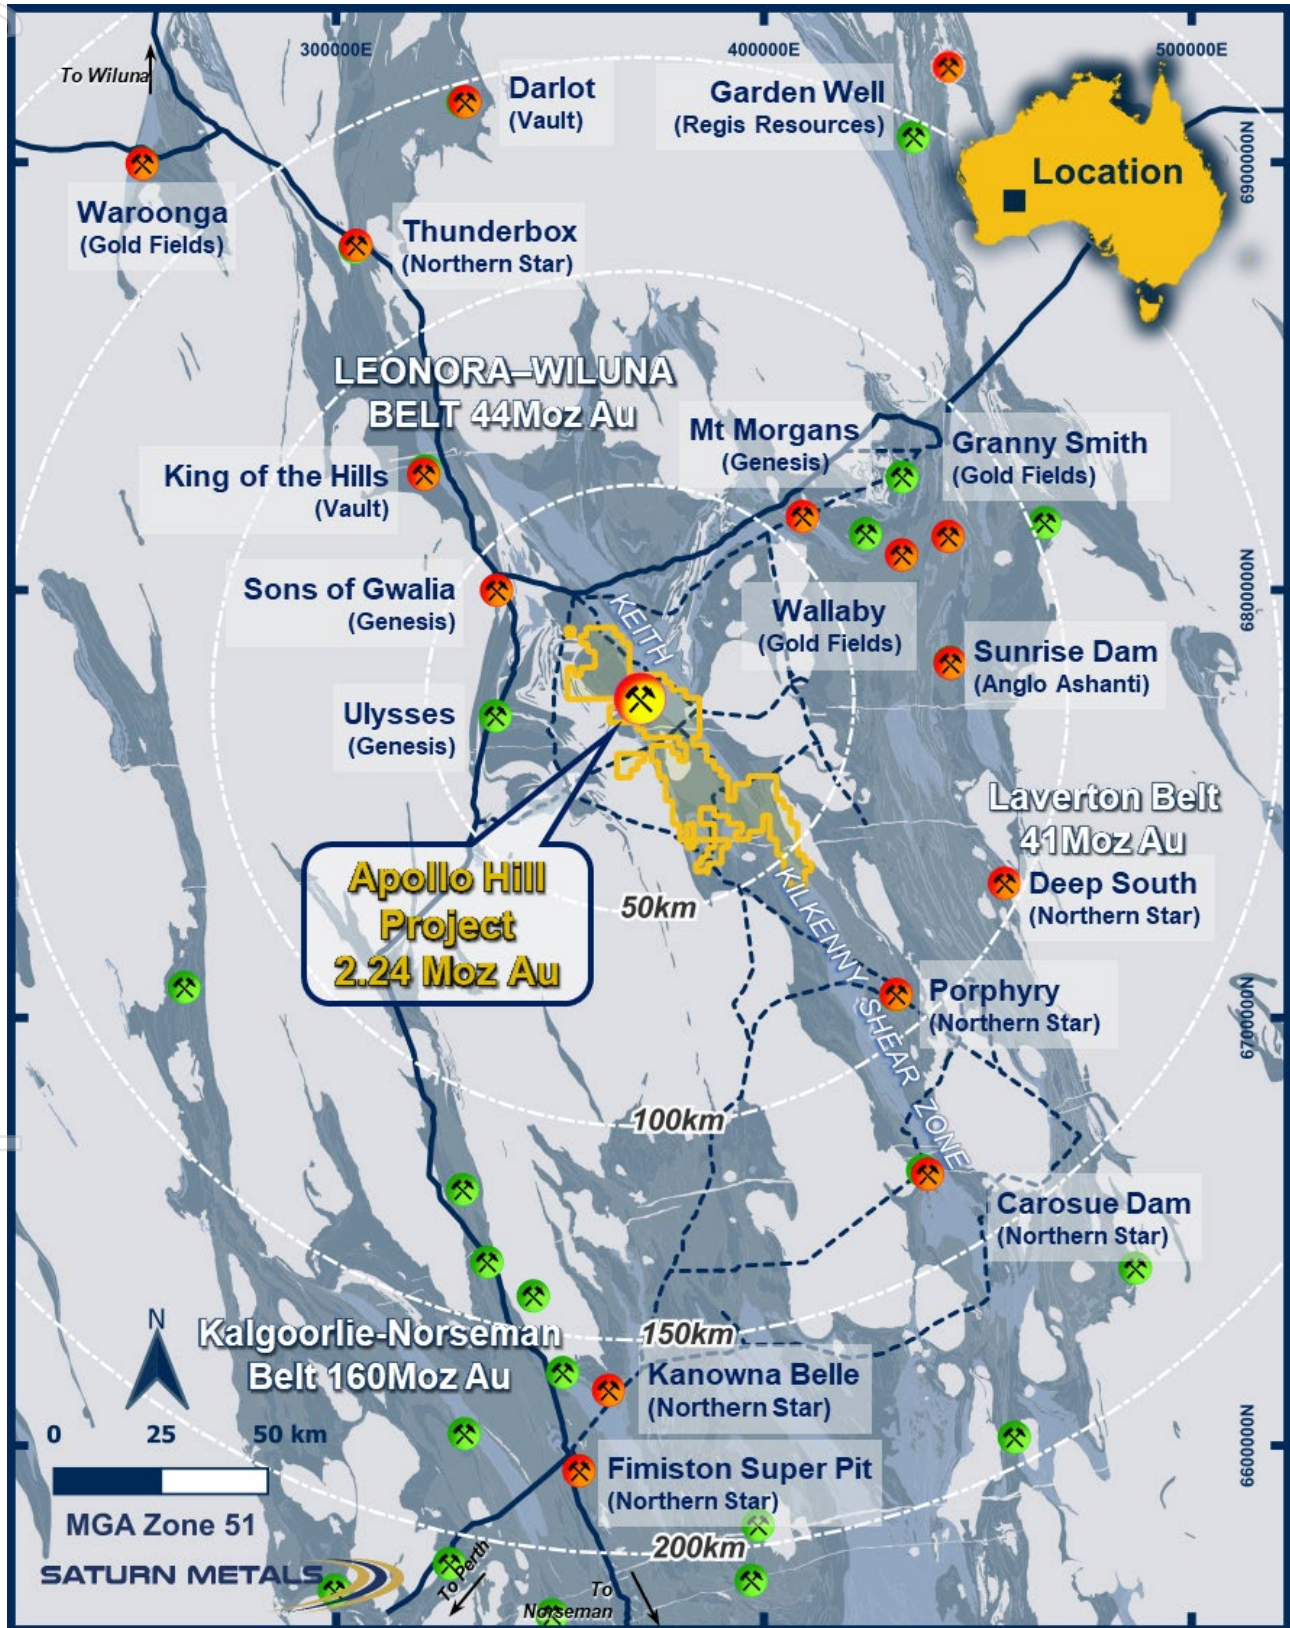 300000E
400000E
500000E
To Wiluna
Darlot
(Vault)
Garden Well
(Regis Resources)
Location
6900000N
Waroonga
(Gold Fields)
Thunderbox
(Northern Star)
LEONORA–WILUNA
BELT 44Moz Au
Mt Morgans
(Genesis)
Granny Smith
(Gold Fields)
King of the Hills
(Vault)
Sons of Gwalia
(Genesis)
KEITH
Wallaby
(Gold Fields)
6800000N
Sunrise Dam
(Anglo Ashanti)
Ulysses
(Genesis)
Laverton Belt
41Moz Au
Apollo Hill
Project
2.24 Moz Au
50km
KILKENNY
SHEAR
ZONE
Deep South
(Northern Star)
Porphyry
(Northern Star)
6700000N
100km
Carosue Dam
(Northern Star)
N
Kalgoorlie-Norseman
Belt 160Moz Au
150km
Kanowna Belle
(Northern Star)
0 25 50 km
6600000N
Fimiston Super Pit
(Northern Star)
MGA Zone 51
200km
SATURN METALS
To Perth
To
Norseman